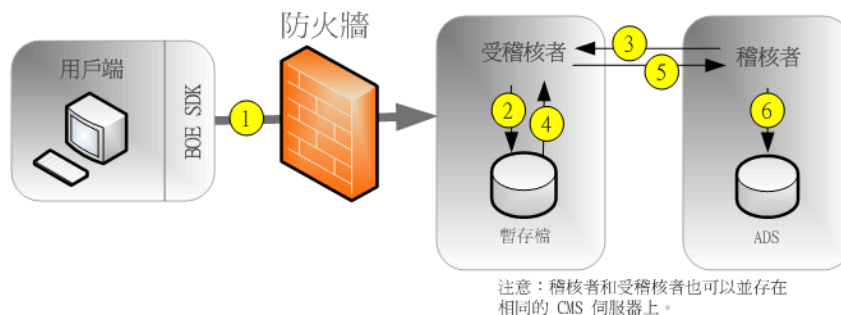 防火牆
用戶端
BOE SDK
1
受稽核者
3
5
稽核者
2
4
6
暫存檔
ADS
注意：稽核者和受稽核者也可以並存在
相同的 CMS 伺服器上。